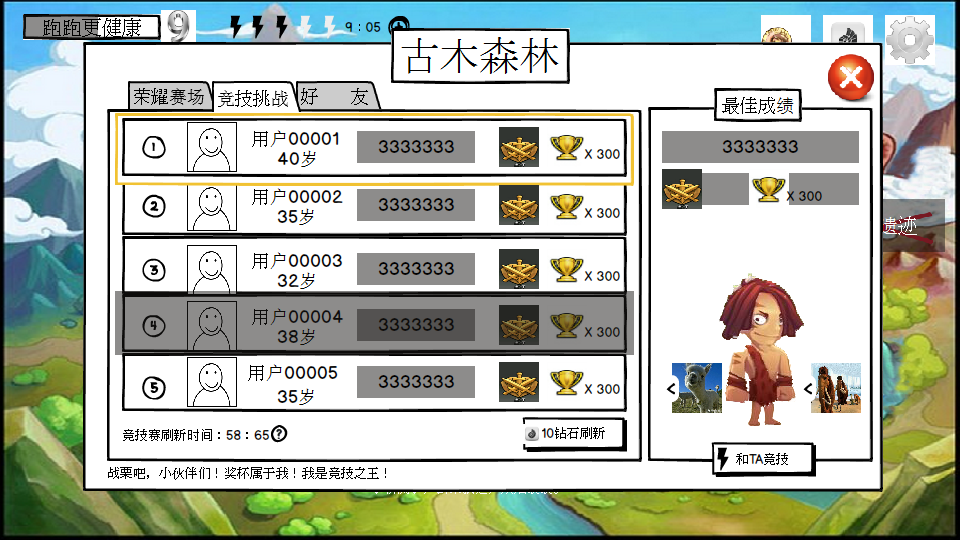 跑跑更健康
9
9:05
古木森林
荣耀赛场
竞技挑战
好 友
1
用户00001
40岁
3333333
X 300
2
用户00002
35岁
3333333
X 300
3
用户00003
32岁
3333333
X 300
4
用户00004
38岁
3333333
X 300
5
用户00005
35岁
3333333
X 300
竞技赛刷新时间:58:65?
10钻石刷新
战栗吧,小伙伴们!奖杯属于我!我是竞技之王!
最佳成绩
3333333
X 300
<
<
和TA竞技
遗迹